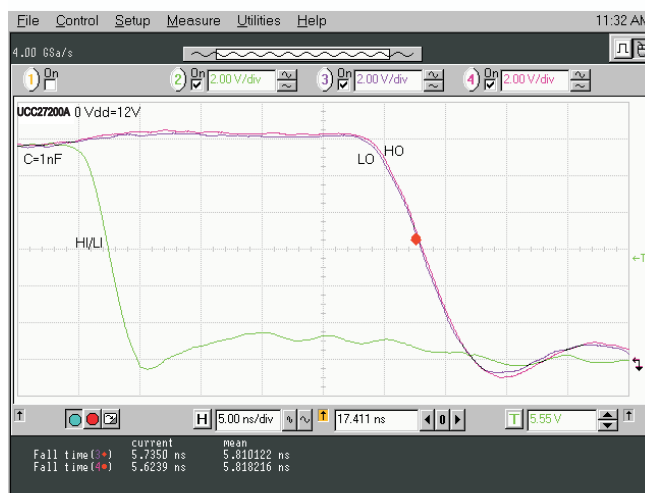 File Control Setup Measure Utilities Help 11:32 AM
4.00 GSa/s
1 On 2 On 2.00 V/div 3 On 2.00 V/div 4 On 2.00 V/div
UCC27200A 0 Vdd=12V
C=1nF
LO HO
HI/LI
T
H 5.00 ns/div 17.411 ns 0 T 5.55 V
current mean
Fall time(3) 5.7350 ns 5.810122 ns
Fall time(4) 5.6239 ns 5.818216 ns